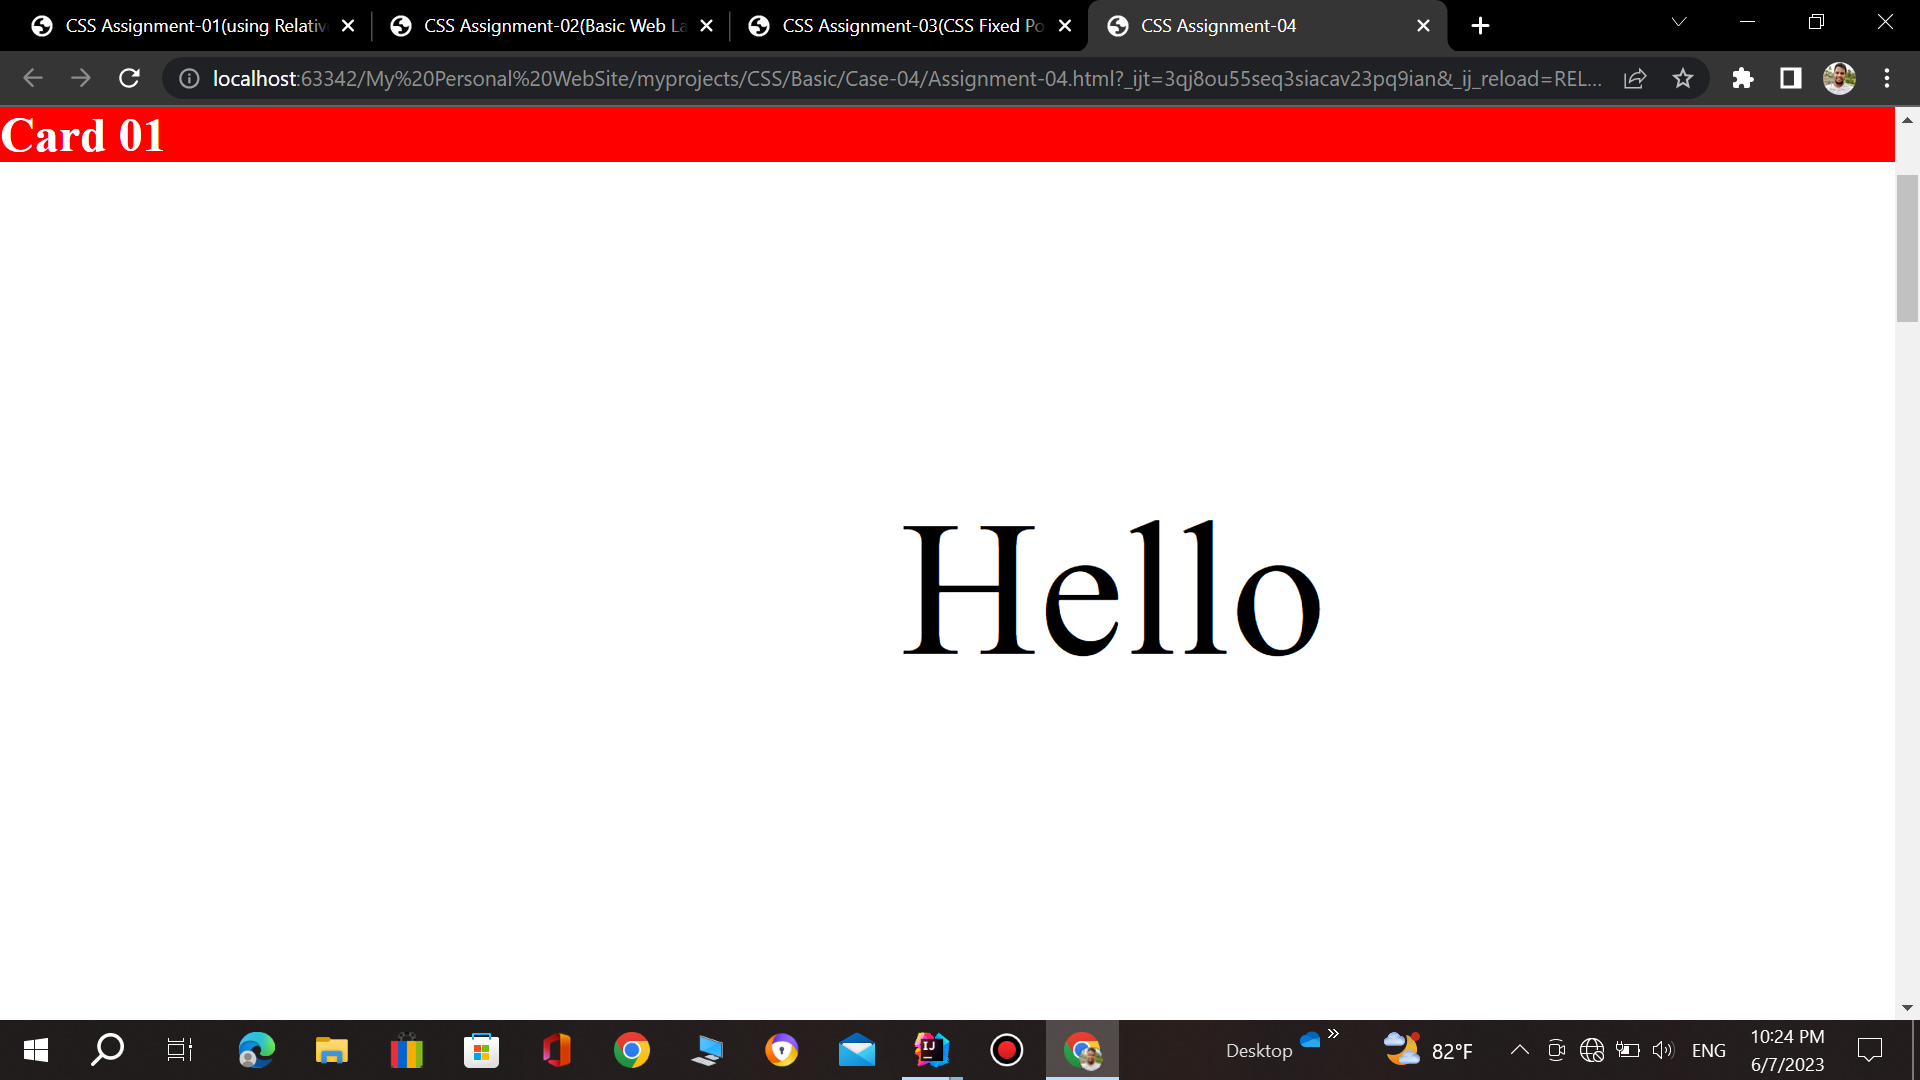 CSS Assignment-01(using Relativ
CSS Assignment-02(Basic Web La
CSS Assignment-03(CSS Fixed Po
CSS Assignment-04
localhost:63342/My%20Personal%20WebSite/myprojects/CSS/Basic/Case-04/Assignment-04.html?_ijt=3qj8ou55seq3siacav23pq9ian&_ij_reload=REL...
Card 01
Hello
IJ
Desktop
82°F
ENG
10:24 PM
6/7/2023